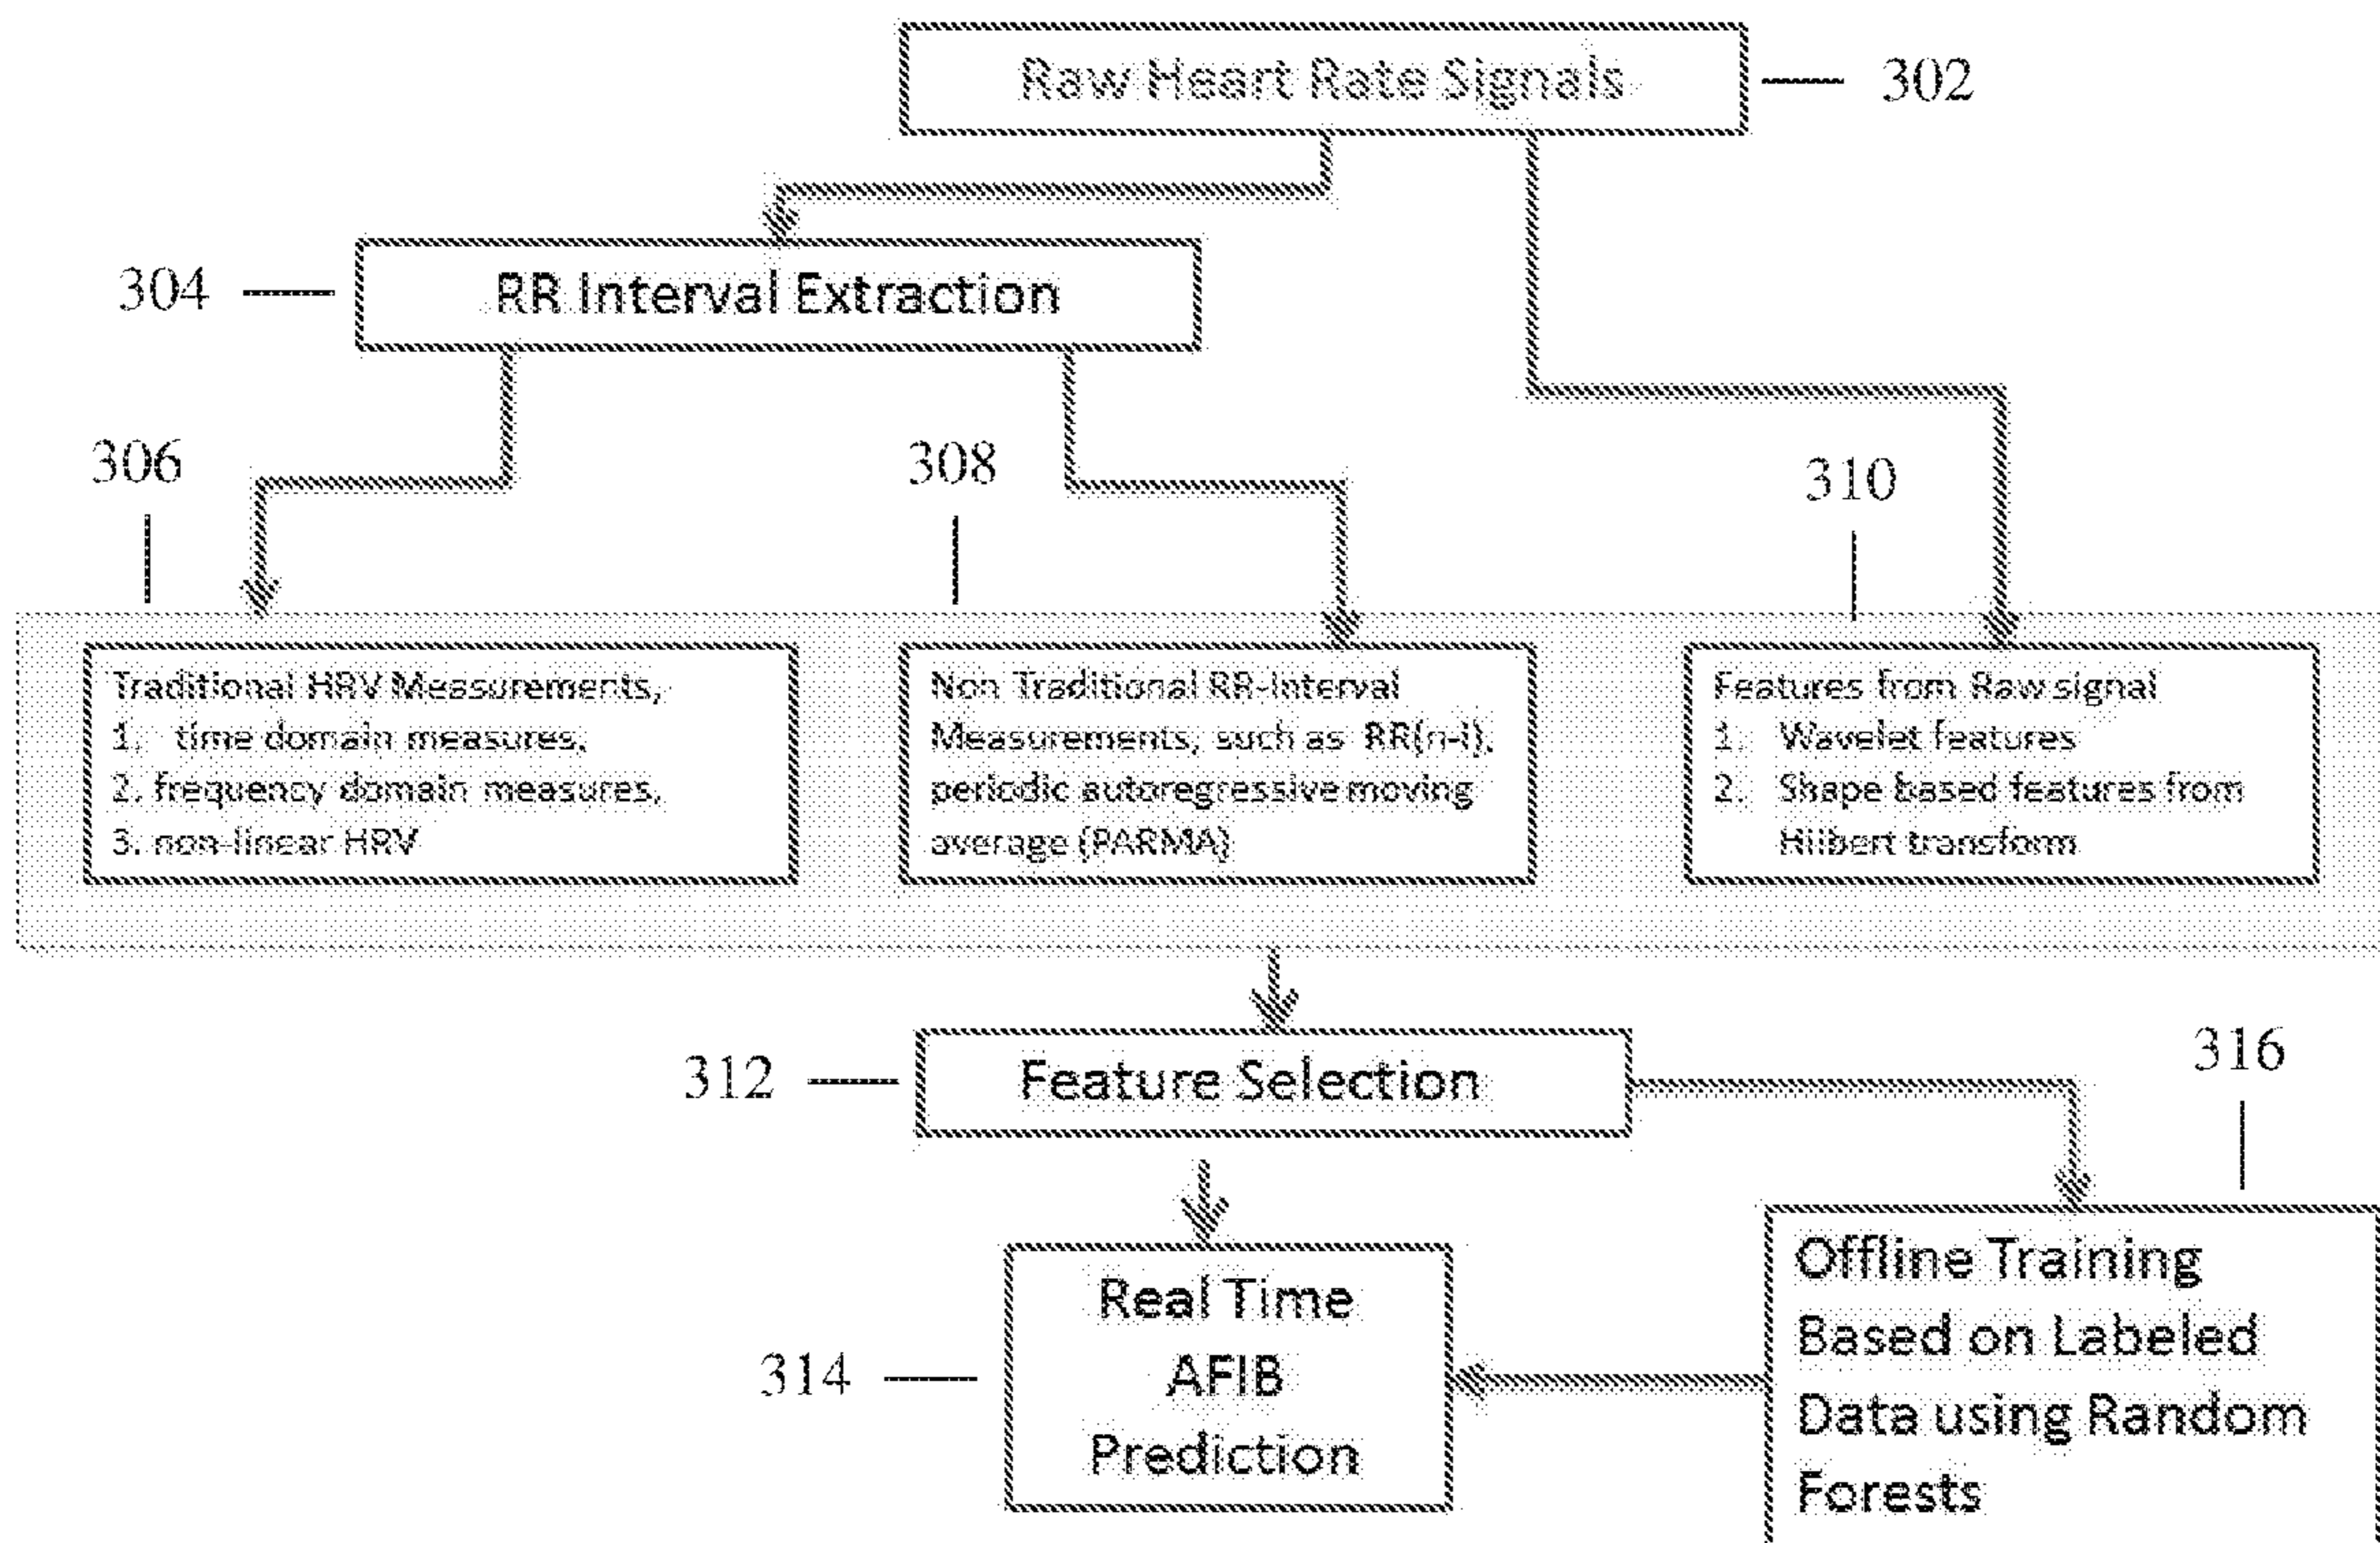 Raw Heart Rate Signals
302
304
RR Interval Extraction
306
308
310
Traditional HRV Measurements,
1. time domain measures,
2. frequency domain measures,
3. non-linear HRV
Non Traditional RR-Interval
Measurements, such as RR(n-i),
periodic autoregressive moving
average (PARMA)
Features from Raw signal
1. Wavelet features
2. Shape based features from
Hilbert transform
312
Feature Selection
316
314
Real Time
AFIB
Prediction
Offline Training
Based on Labeled
Data using Random
Forests